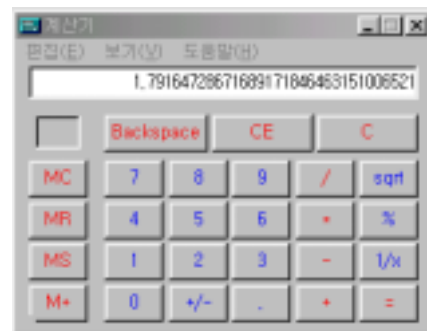 계산기
편집(E) 보기(V) 도움말(H)
1.79164728671689171846463151006521
Backspace CE C
MC 7 8 9 / sqrt
MR 4 5 6 * %
MS 1 2 3 - 1/x
M+ 0 +/- . + =